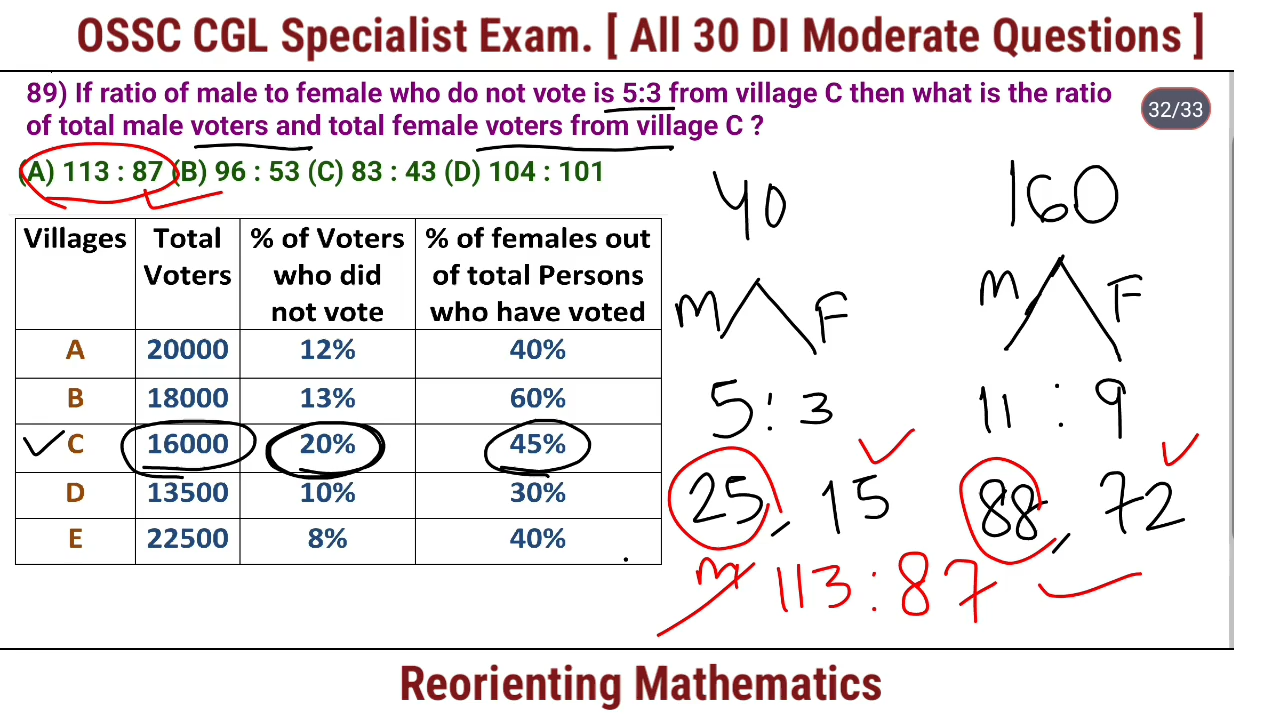 OSSC CGL Specialist Exam. [ All 30 DI Moderate Questions ]
89) If ratio of male to female who do not vote is 5:3 from village C then what is the ratio
of total male voters and total female voters from village C ?
32/33
(A) 113 : 87 (B) 96 : 53 (C) 83 : 43 (D) 104 : 101
Villages Total Voters % of Voters who did not vote % of females out of total Persons who have voted
A 20000 12% 40%
B 18000 13% 60%
C 16000 20% 45%
D 13500 10% 30%
E 22500 8% 40%
40 160
M F M F
5 : 3 11 : 9
25, 15 88, 72
M 113 : 87
Reorienting Mathematics